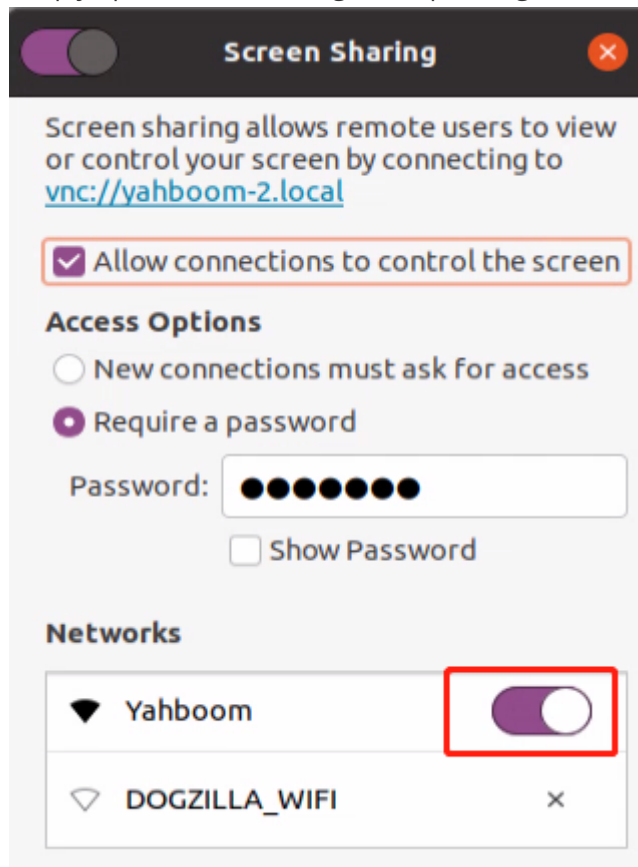 Screen Sharing
Screen sharing allows remote users to view
or control your screen by connecting to
vnc://yahboom-2.local
Allow connections to control the screen
Access Options
New connections must ask for access
Require a password
Password: ●●●●●●●
Show Password
Networks
Yahboom
DOGZILLA_WIFI